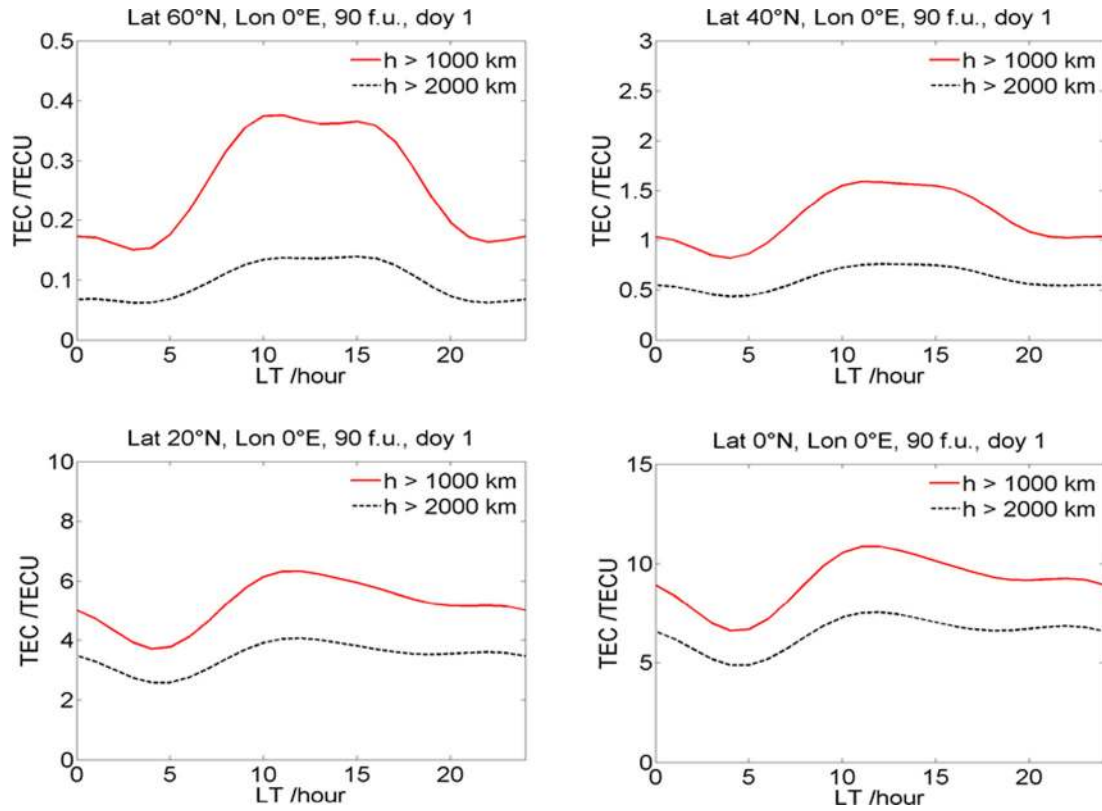 Lat 60°N, Lon 0°E, 90 f.u., doy 1
0.5
0.4
0.3
0.2
0.1
0
TEC /TECU
h > 1000 km
h > 2000 km
0 5 10 15 20
LT /hour
Lat 40°N, Lon 0°E, 90 f.u., doy 1
3
2.5
2
1.5
1
0.5
0
TEC /TECU
h > 1000 km
h > 2000 km
0 5 10 15 20
LT /hour
Lat 20°N, Lon 0°E, 90 f.u., doy 1
10
8
6
4
2
0
TEC /TECU
h > 1000 km
h > 2000 km
0 5 10 15 20
LT /hour
Lat 0°N, Lon 0°E, 90 f.u., doy 1
15
10
5
0
TEC /TECU
h > 1000 km
h > 2000 km
0 5 10 15 20
LT /hour